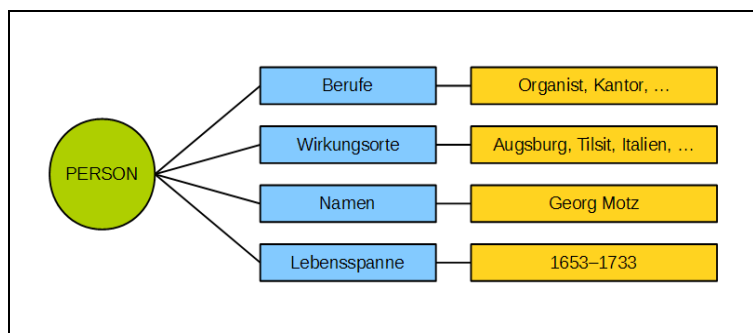 PERSON
Berufe
Organist, Kantor, …
Wirkungsorte
Augsburg, Tilsit, Italien, …
Namen
Georg Motz
Lebensspanne
1653–1733